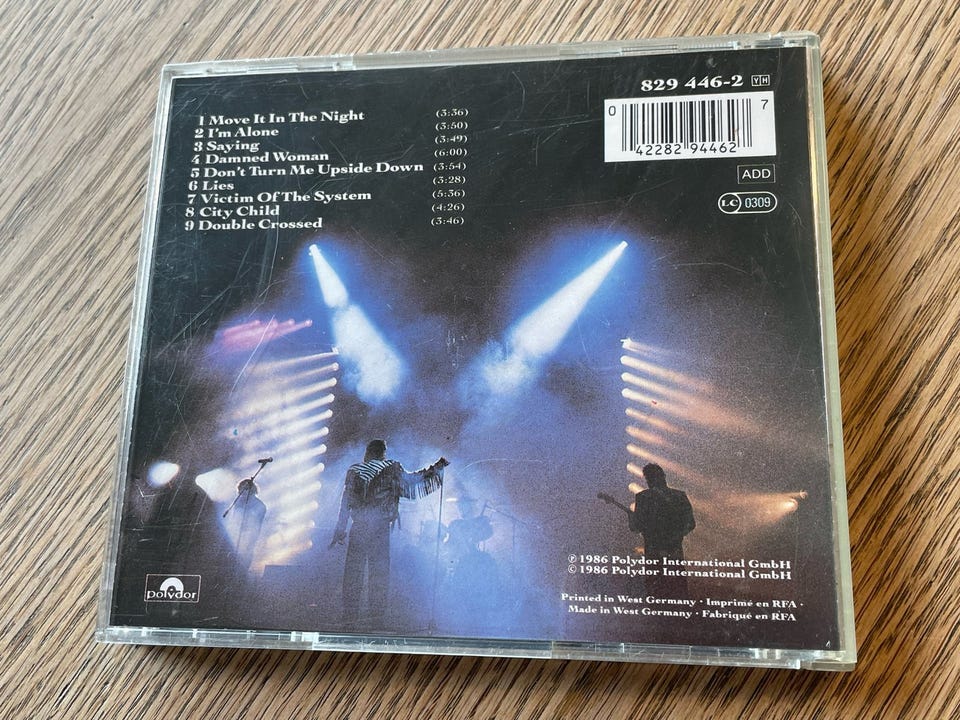 829 446-2 YH
0 7
42282 94462
ADD
LC 0309
1 Move It In The Night (3:36)
2 I'm Alone (3:50)
3 Saying (3:49)
4 Damned Woman (6:00)
5 Don't Turn Me Upside Down (3:54)
6 Lies (3:28)
7 Victim Of The System (5:36)
8 City Child (4:26)
9 Double Crossed (3:46)
℗ 1986 Polydor International GmbH
© 1986 Polydor International GmbH
Printed in West Germany · Imprimé en RFA ·
Made in West Germany · Fabriqué en RFA
polydor